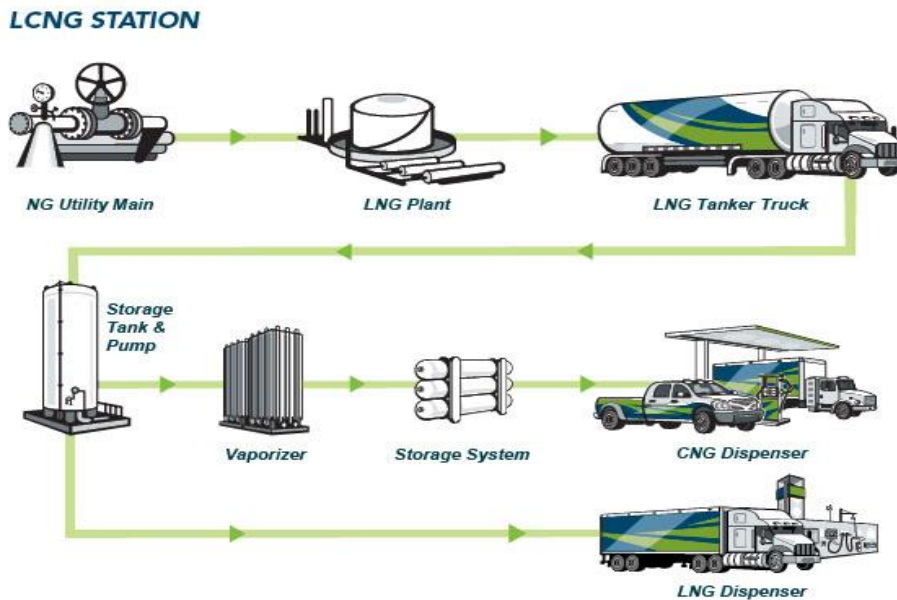 LCNG STATION
NG Utility Main
LNG Plant
LNG Tanker Truck
Storage
Tank &
Pump
Vaporizer
Storage System
CNG Dispenser
LNG Dispenser